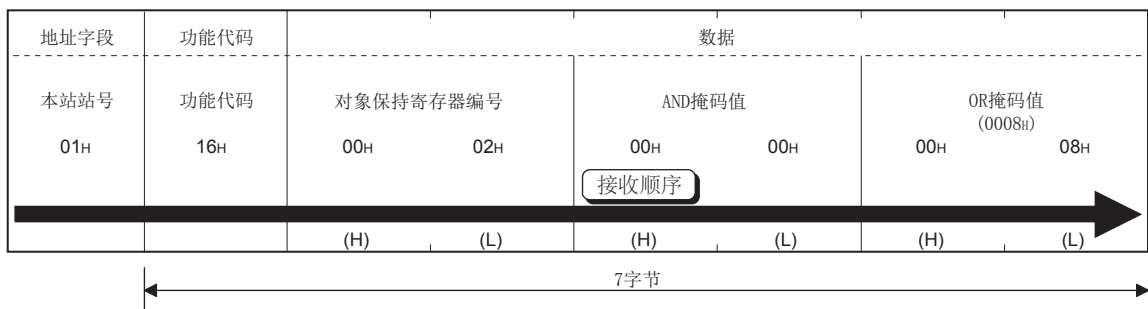 地址字段 功能代码 数据
本站站号 功能代码 对象保持寄存器编号 AND掩码值 OR掩码值
(0008H)
01H 16H 00H 02H 00H 00H 00H 08H
接收顺序
(H) (L) (H) (L) (H) (L)
7字节